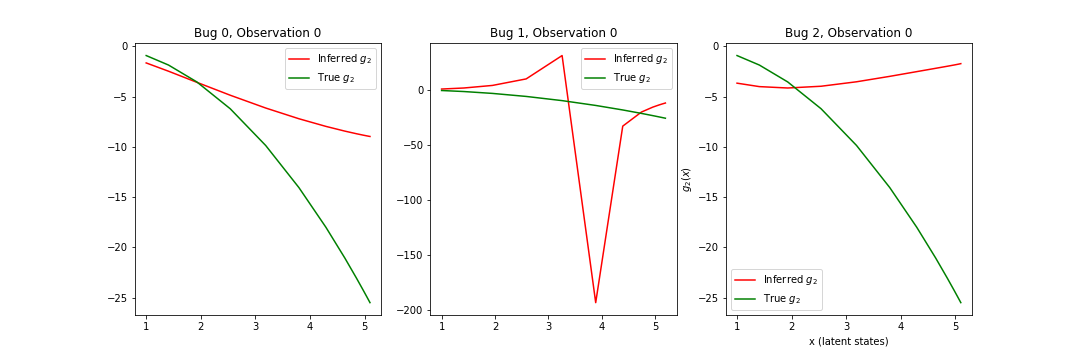 Bug 0, Observation 0
Inferred g₂
True g₂
0
−5
−10
−15
−20
−25
1 2 3 4 5
Bug 1, Observation 0
Inferred g₂
True g₂
0
−50
−100
−150
−200
1 2 3 4 5
Bug 2, Observation 0
g₂(x)
0
−5
−10
−15
−20
−25
Inferred g₂
True g₂
1 2 3 4 5
x (latent states)